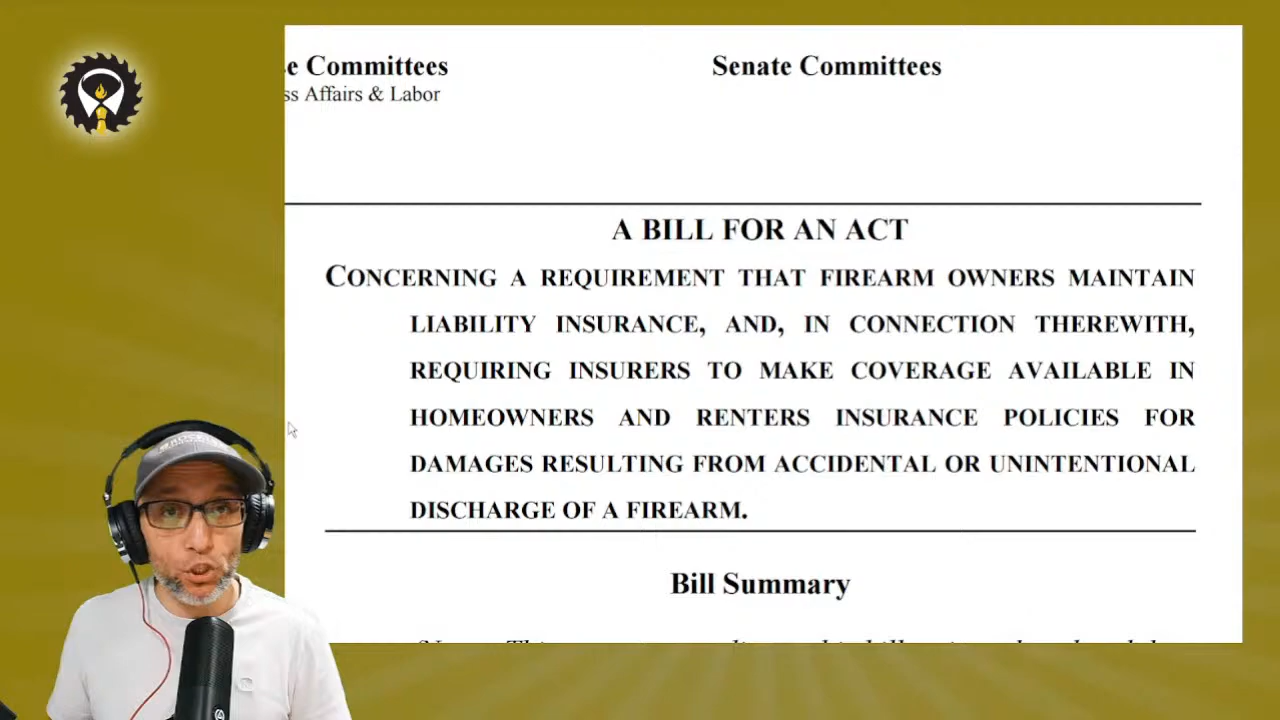 Committees
Senate Committees
Affairs & Labor
A BILL FOR AN ACT
CONCERNING A REQUIREMENT THAT FIREARM OWNERS MAINTAIN
LIABILITY INSURANCE, AND, IN CONNECTION THEREWITH,
REQUIRING INSURERS TO MAKE COVERAGE AVAILABLE IN
HOMEOWNERS AND RENTERS INSURANCE POLICIES FOR
DAMAGES RESULTING FROM ACCIDENTAL OR UNINTENTIONAL
DISCHARGE OF A FIREARM.
Bill Summary